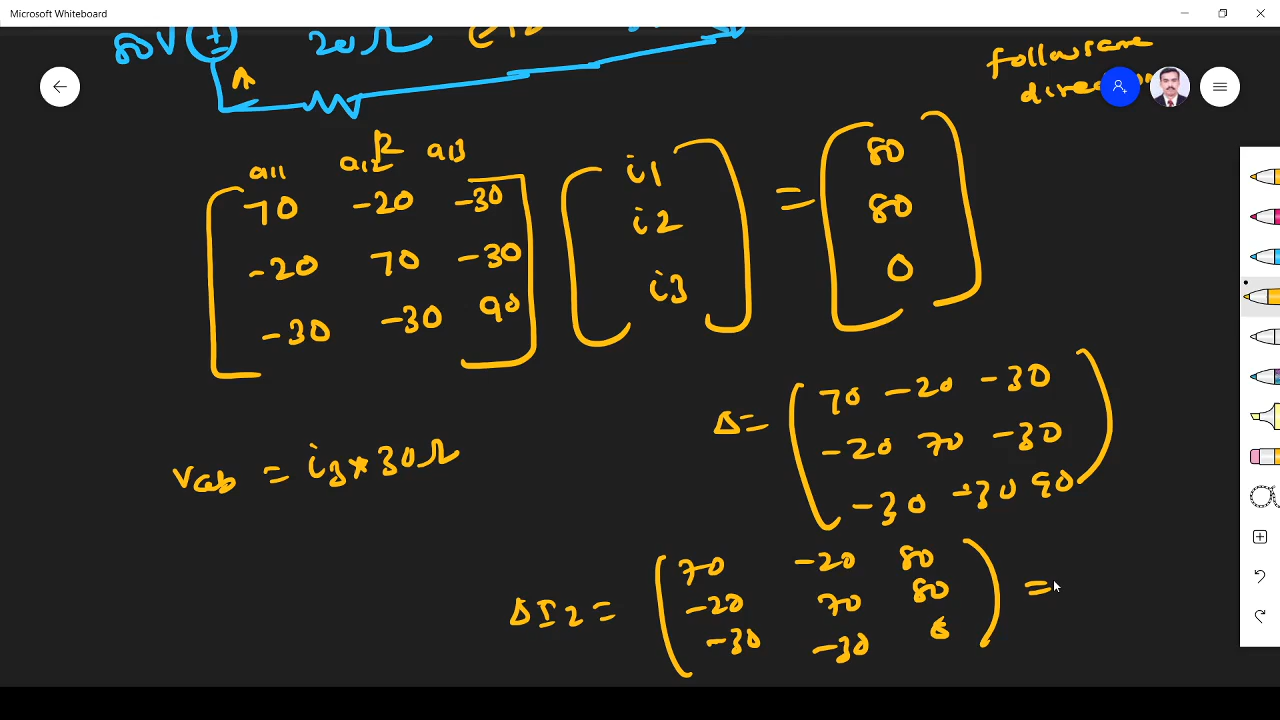 Microsoft Whiteboard
80V 20Ω
follow same
direction
R
a11 a12 a13
70 -20 -30
-20 70 -30
-30 -30 90
i1
i2
i3
=
80
80
0
Δ=
70 -20 -30
-20 70 -30
-30 -30 90
Vab = i3*30Ω
ΔI2 =
70 -20 80
-20 70 80
-30 -30 0
=